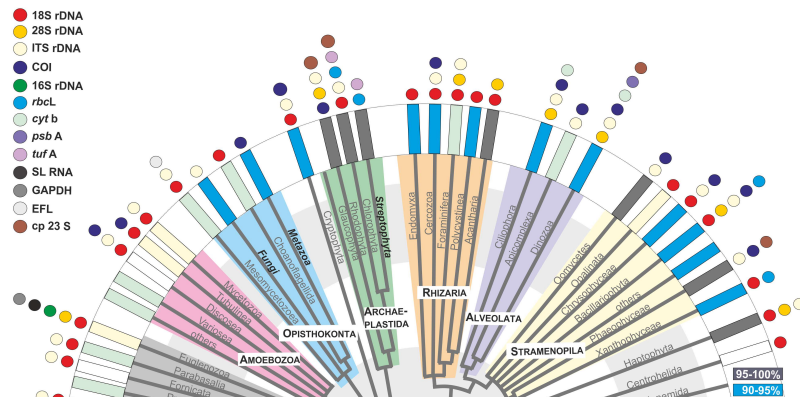 18S rDNA
28S rDNA
ITS rDNA
COI
16S rDNA
rbcL
cyt b
psb A
tuf A
SL RNA
GAPDH
EFL
cp 23 S
Fornicata
Parabasalia
Euglenozoa
others
Variosea
Discosea
Tubulinea
Mycetozoa
Fungi
Mesomycetozoea
Choanoflagellida
Metazoa
Cryptophyta
Glaucophyta
Rhodophyta
Chlorophyta
Streptophyta
Endomyxa
Cercozoa
Foraminifera
Polycystinea
Acantharia
Ciliophora
Apicomplexa
Dinozoa
Oomycetes
Opalinata
Chrysophyceae
Bacillariophyta
others
Phaeophyceae
Xanthophyceae
Haptophyta
Centrohelida
AMOEBOZOA
OPISTHOKONTA
ARCHAE-
PLASTIDA
RHIZARIA
ALVEOLATA
STRAMENOPILA
95-100%
90-95%